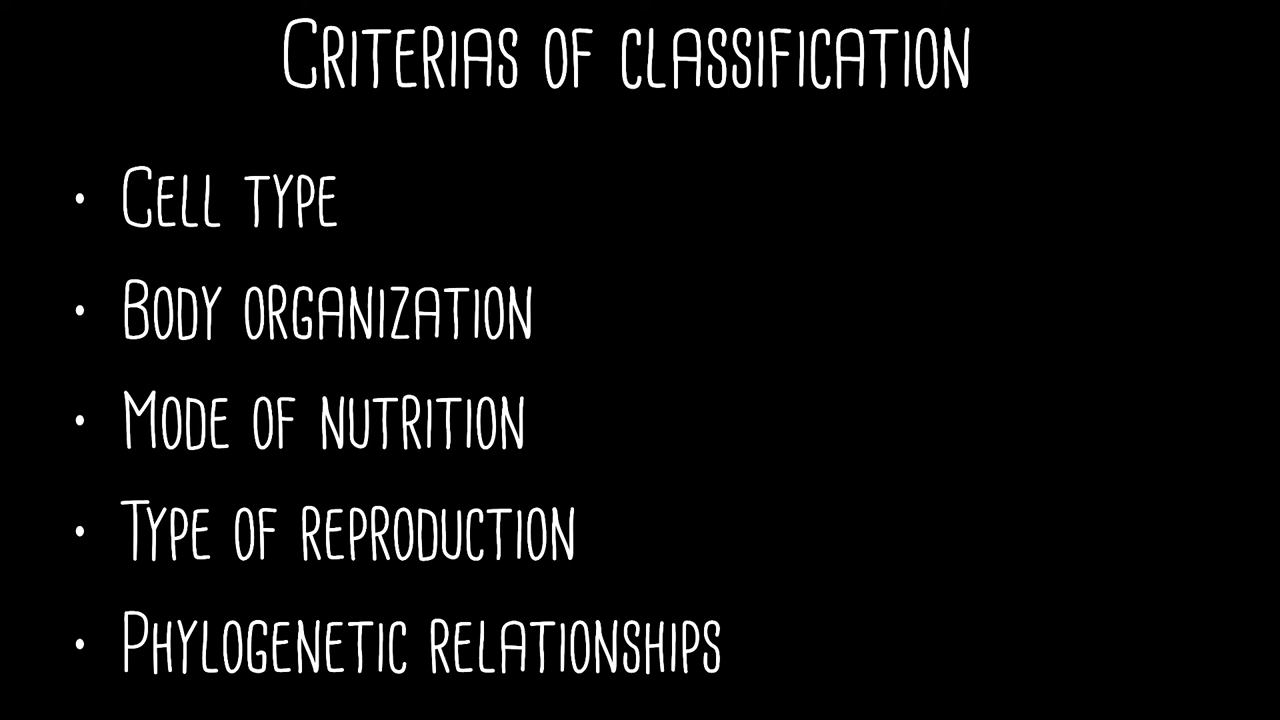 Criterias of classification
• Cell type
• Body organization
• Mode of nutrition
• Type of reproduction
• Phylogenetic relationships